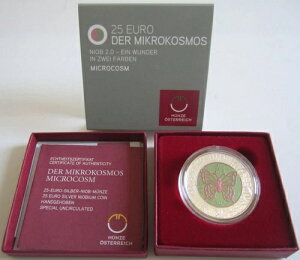 25 EURO
DER MIKROKOSMOS
NIOB 2.0 – EIN WUNDER
IN ZWEI FARBEN
MICROCOSM
MÜNZE
ÖSTERREICH
ECHTHEITSZERTIFIKAT
CERTIFICATE OF AUTHENTICITY
DER MIKROKOSMOS
MICROCOSM
25-EURO-SILBER-NIOB-MÜNZE
25 EURO SILVER NIOBIUM COIN
HANDGEHOBEN
SPECIAL UNCIRCULATED
MÜNZE
ÖSTERREICH